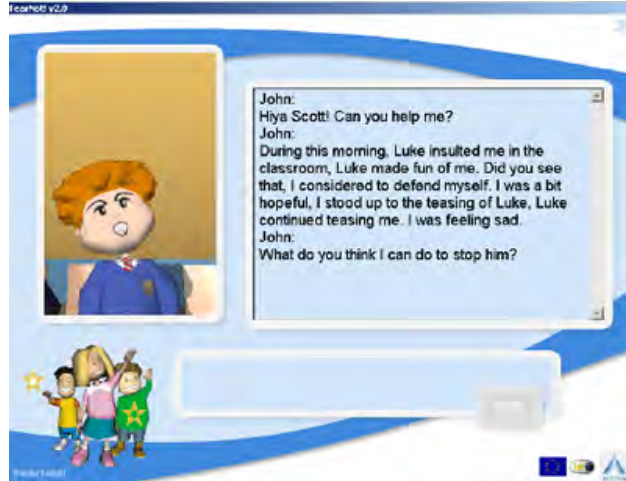 FearNot! v2.0
John:
Hiya Scott! Can you help me?
John:
During this morning, Luke insulted me in the
classroom, Luke made fun of me. Did you see
that, I considered to defend myself. I was a bit
hopeful, I stood up to the teasing of Luke, Luke
continued teasing me. I was feeling sad.
John:
What do you think I can do to stop him?